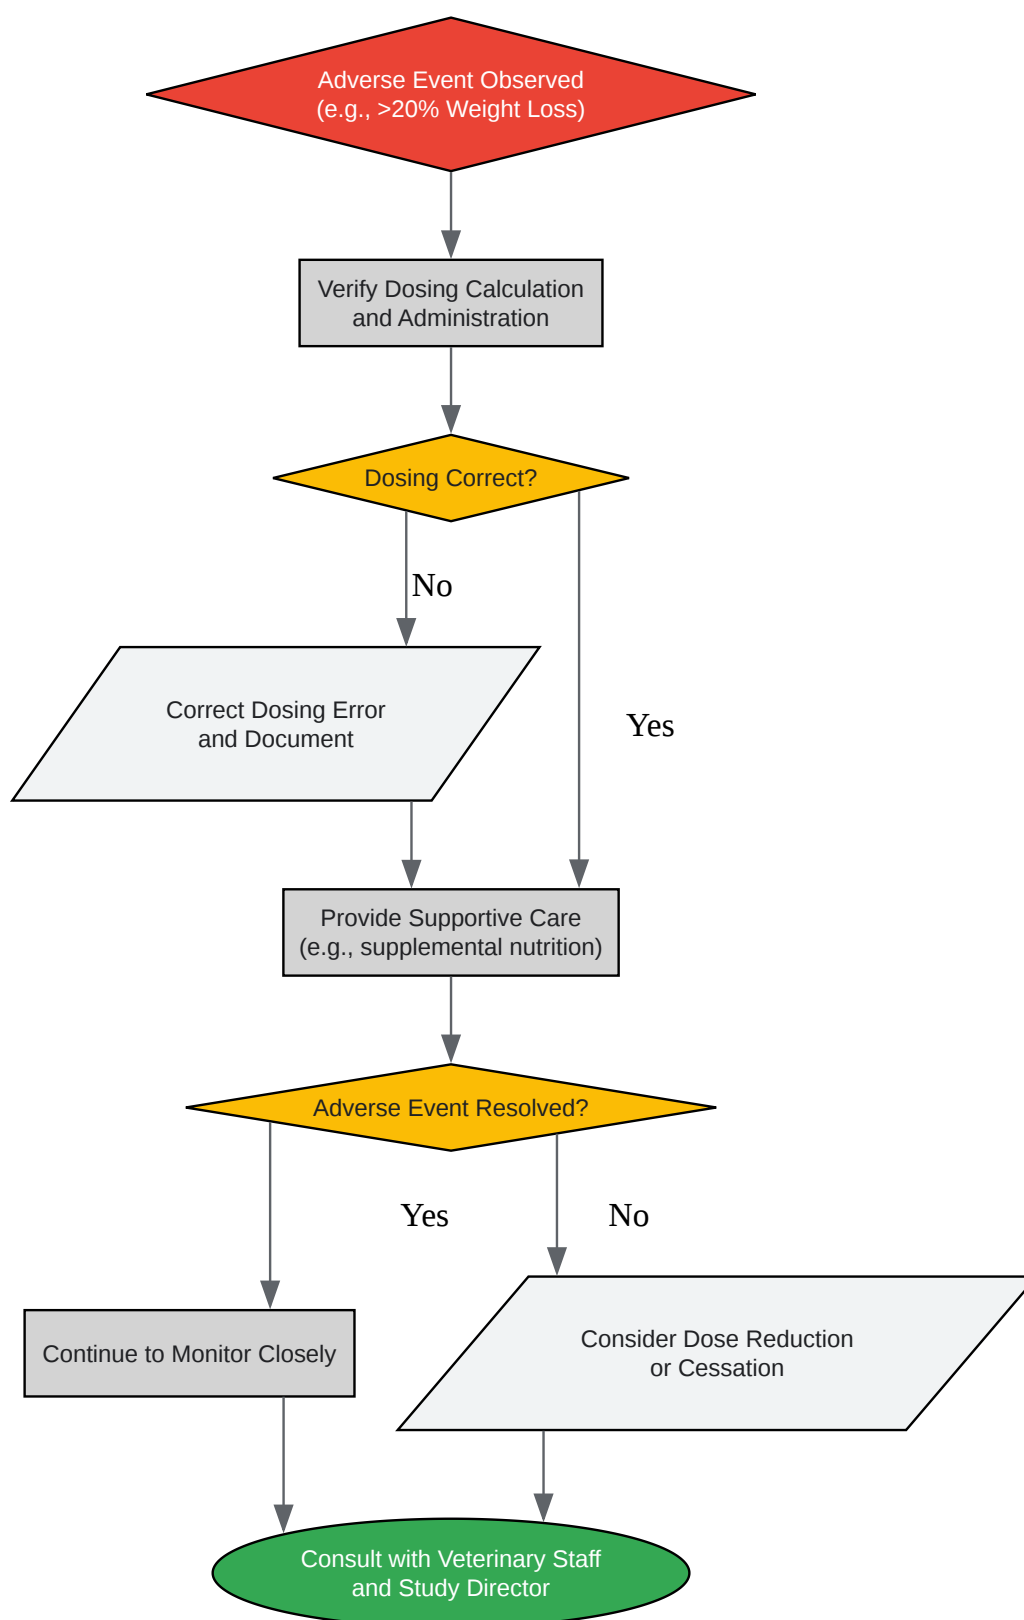 Adverse Event Observed
(e.g., >20% Weight Loss)
Verify Dosing Calculation
and Administration
Dosing Correct?
No
Yes
Correct Dosing Error
and Document
Provide Supportive Care
(e.g., supplemental nutrition)
Adverse Event Resolved?
Yes
No
Continue to Monitor Closely
Consider Dose Reduction
or Cessation
Consult with Veterinary Staff
and Study Director